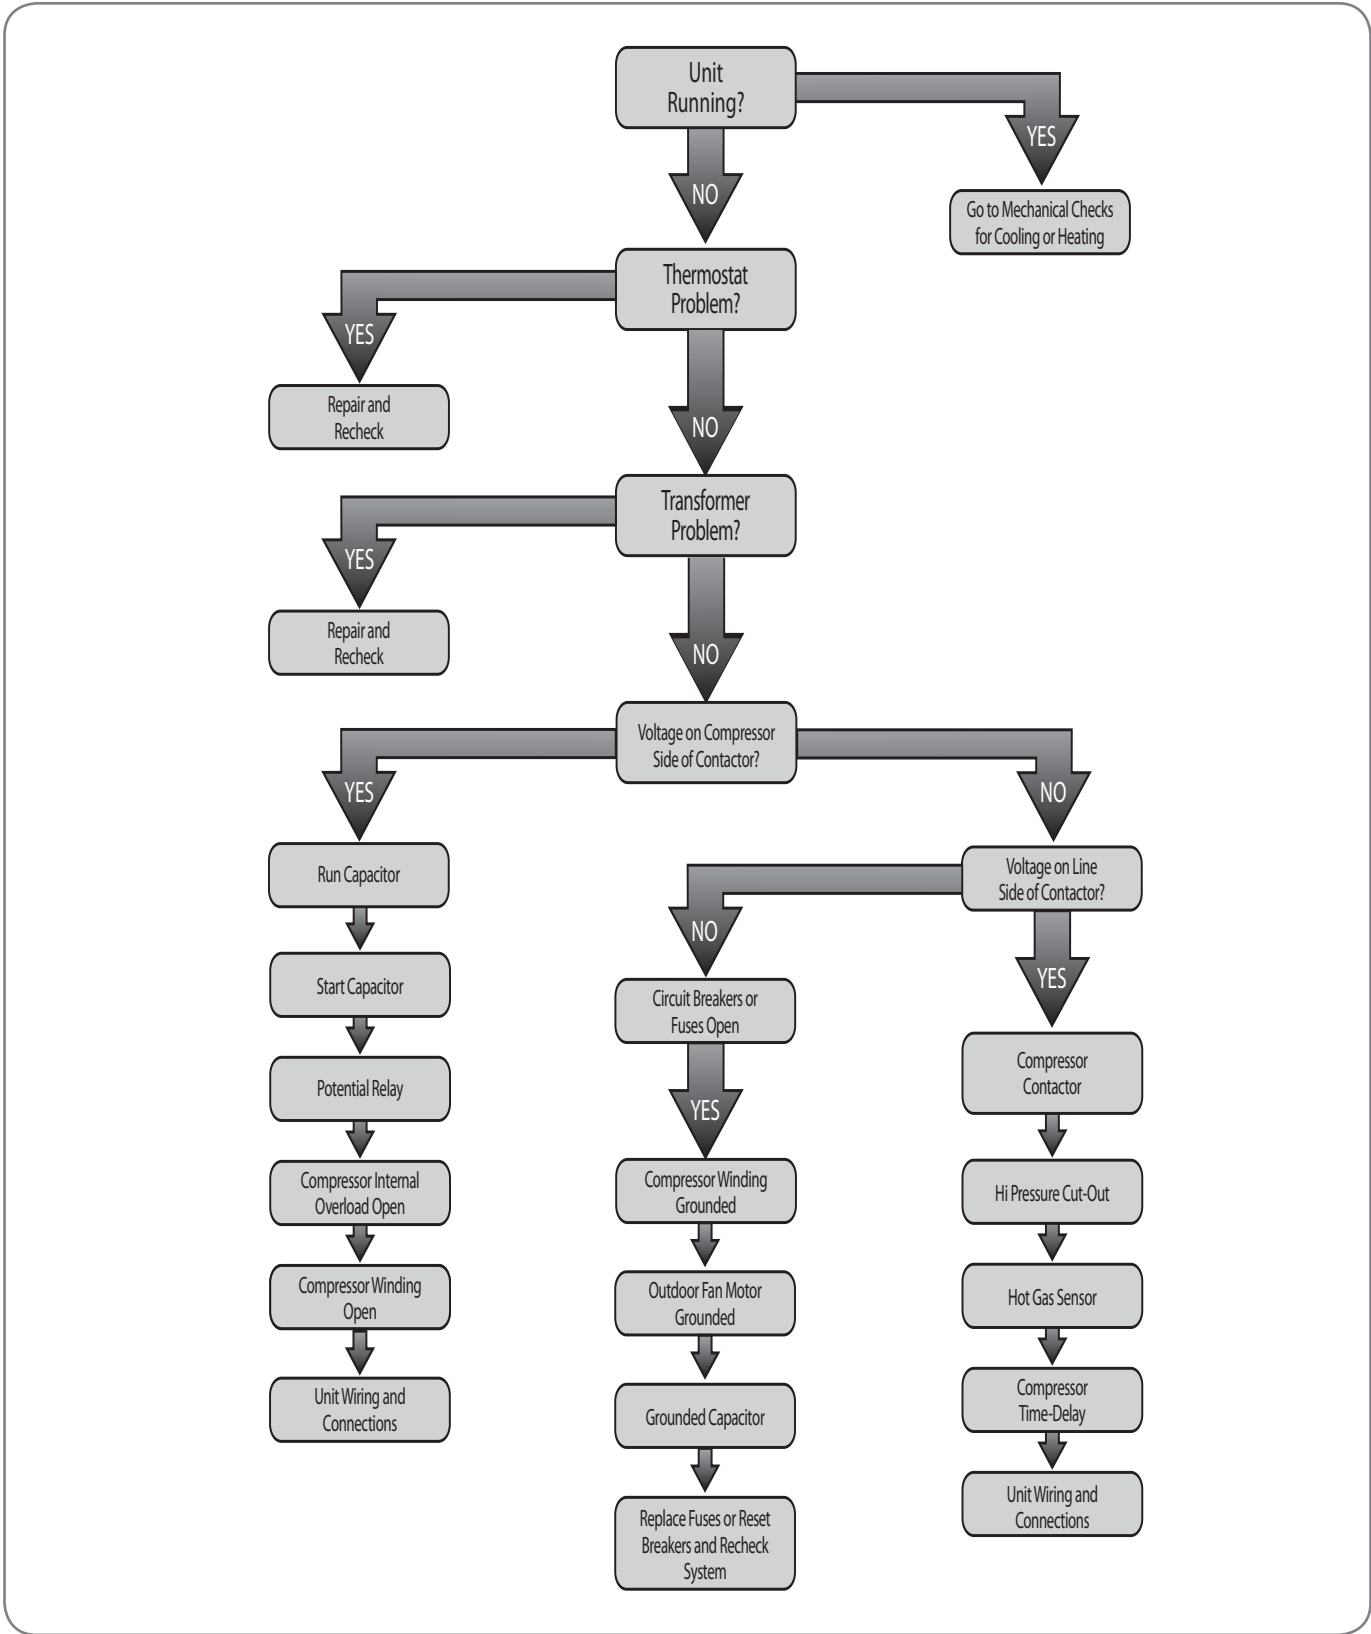 Unit
Running?
YES
NO
Go to Mechanical Checks
for Cooling or Heating
Thermostat
Problem?
YES
NO
Repair and
Recheck
Transformer
Problem?
YES
NO
Repair and
Recheck
Voltage on Compressor
Side of Contactor?
YES
NO
Run Capacitor
Start Capacitor
Potential Relay
Compressor Internal
Overload Open
Compressor Winding
Open
Unit Wiring and
Connections
Voltage on Line
Side of Contactor?
NO
YES
Circuit Breakers or
Fuses Open
YES
Compressor Winding
Grounded
Outdoor Fan Motor
Grounded
Grounded Capacitor
Replace Fuses or Reset
Breakers and Recheck
System
Compressor
Contactor
Hi Pressure Cut-Out
Hot Gas Sensor
Compressor
Time-Delay
Unit Wiring and
Connections